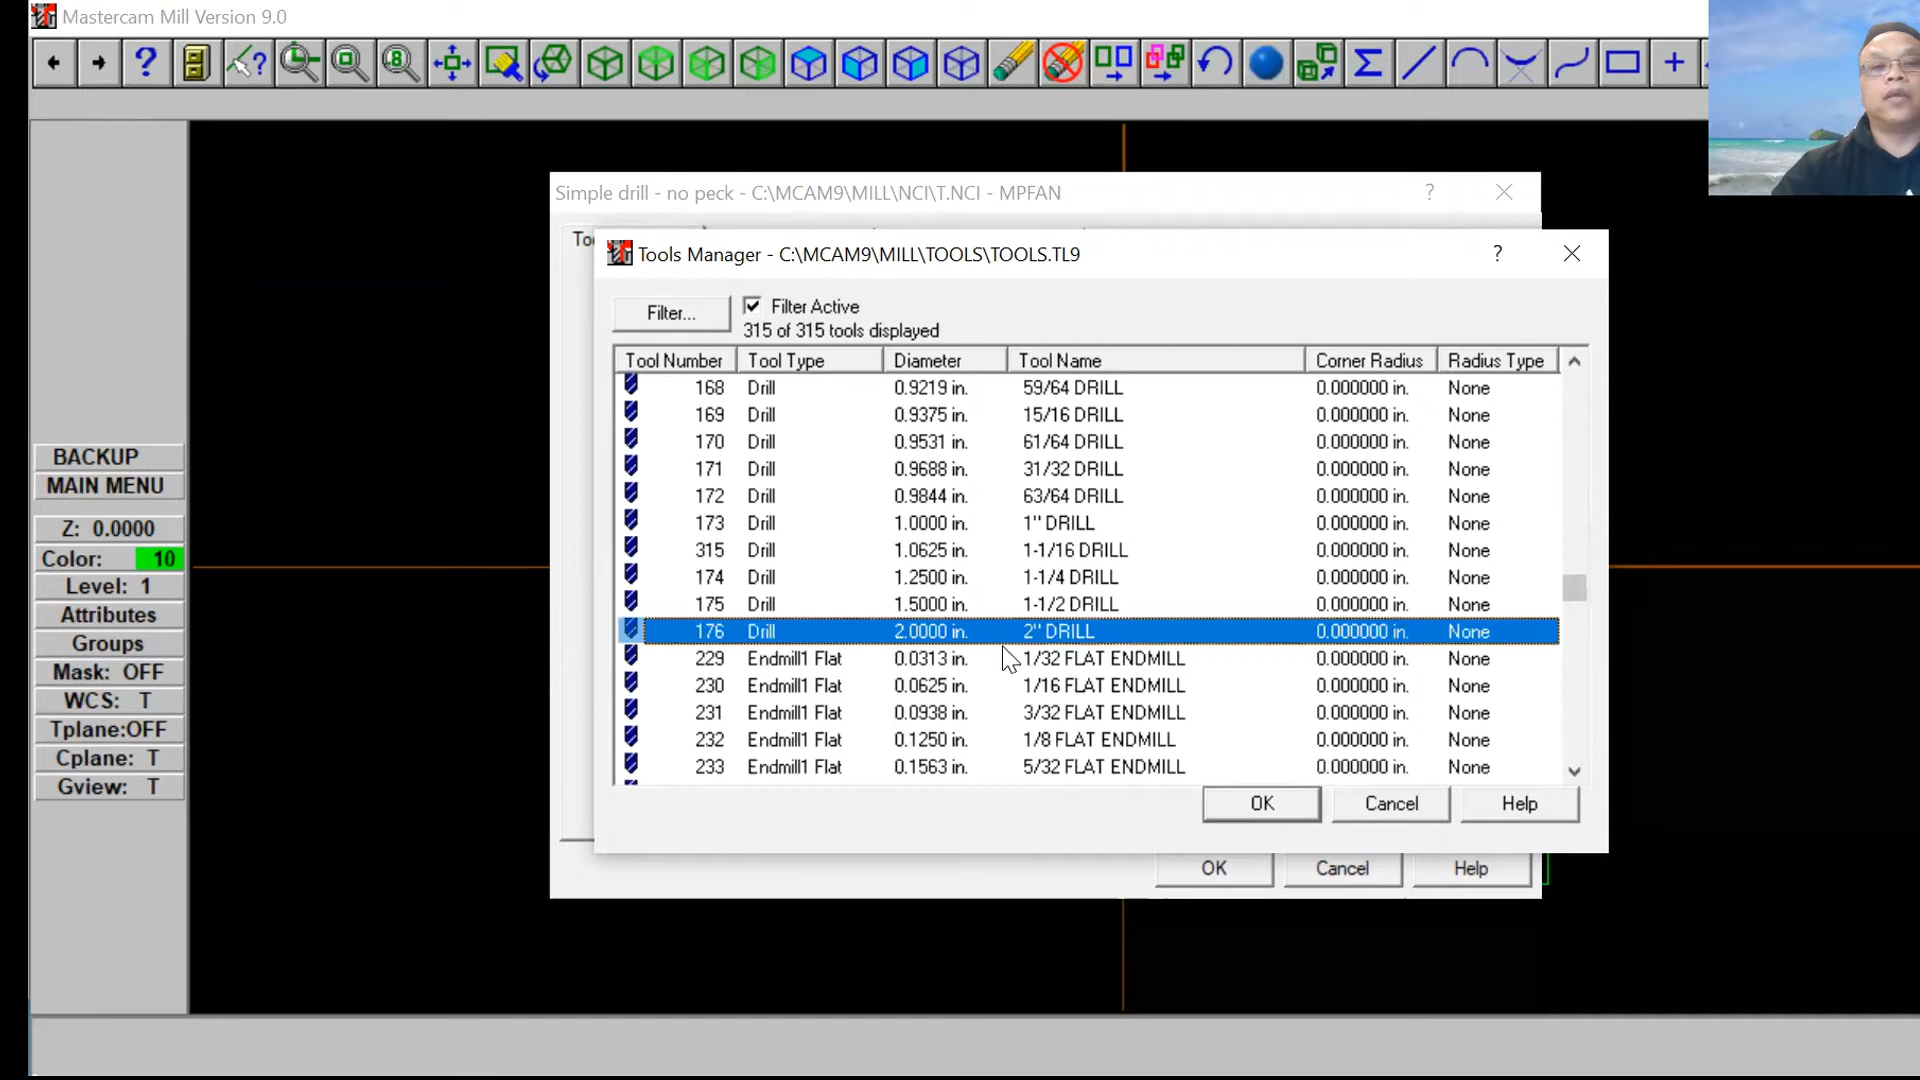 Mastercam Mill Version 9.0
Simple drill - no peck - C:\MCAM9\MILL\NCI\T.NCI - MPFAN
Tools Manager - C:\MCAM9\MILL\TOOLS\TOOLS.TL9
Filter...
Filter Active
315 of 315 tools displayed
Tool Number Tool Type Diameter Tool Name Corner Radius Radius Type
168 Drill 0.9219 in. 59/64 DRILL 0.000000 in. None
169 Drill 0.9375 in. 15/16 DRILL 0.000000 in. None
170 Drill 0.9531 in. 61/64 DRILL 0.000000 in. None
171 Drill 0.9688 in. 31/32 DRILL 0.000000 in. None
172 Drill 0.9844 in. 63/64 DRILL 0.000000 in. None
173 Drill 1.0000 in. 1" DRILL 0.000000 in. None
315 Drill 1.0625 in. 1-1/16 DRILL 0.000000 in. None
174 Drill 1.2500 in. 1-1/4 DRILL 0.000000 in. None
175 Drill 1.5000 in. 1-1/2 DRILL 0.000000 in. None
176 Drill 2.0000 in. 2" DRILL 0.000000 in. None
229 Endmill1 Flat 0.0313 in. 1/32 FLAT ENDMILL 0.000000 in. None
230 Endmill1 Flat 0.0625 in. 1/16 FLAT ENDMILL 0.000000 in. None
231 Endmill1 Flat 0.0938 in. 3/32 FLAT ENDMILL 0.000000 in. None
232 Endmill1 Flat 0.1250 in. 1/8 FLAT ENDMILL 0.000000 in. None
233 Endmill1 Flat 0.1563 in. 5/32 FLAT ENDMILL 0.000000 in. None
OK Cancel Help
OK Cancel Help
BACKUP
MAIN MENU
Z: 0.0000
Color: 10
Level: 1
Attributes
Groups
Mask: OFF
WCS: T
Tplane:OFF
Cplane: T
Gview: T